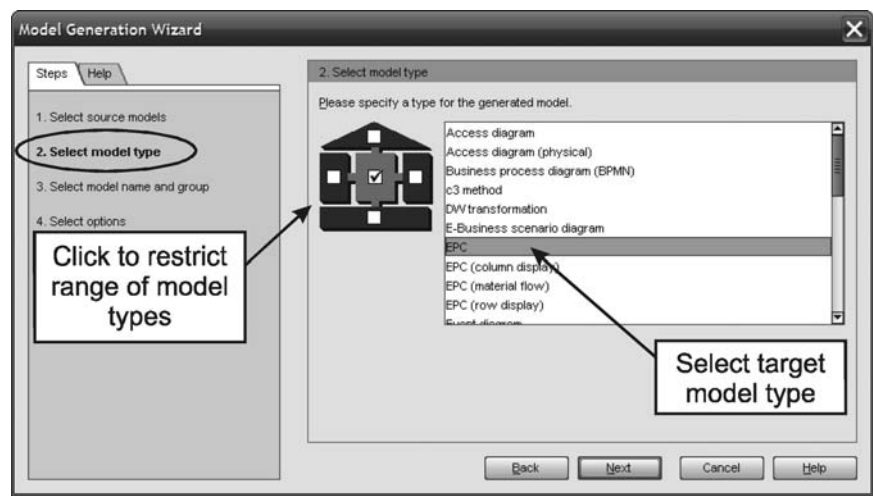 Model Generation Wizard
Steps
Help
1. Select source models
2. Select model type
3. Select model name and group
4. Select options
Click to restrict
range of model
types
2. Select model type
Please specify a type for the generated model.
Access diagram
Access diagram (physical)
Business process diagram (BPMN)
c3 method
DW transformation
E-Business scenario diagram
EPC
EPC (column display)
EPC (material flow)
EPC (row display)
Event diagram
Select target
model type
Back
Next
Cancel
Help